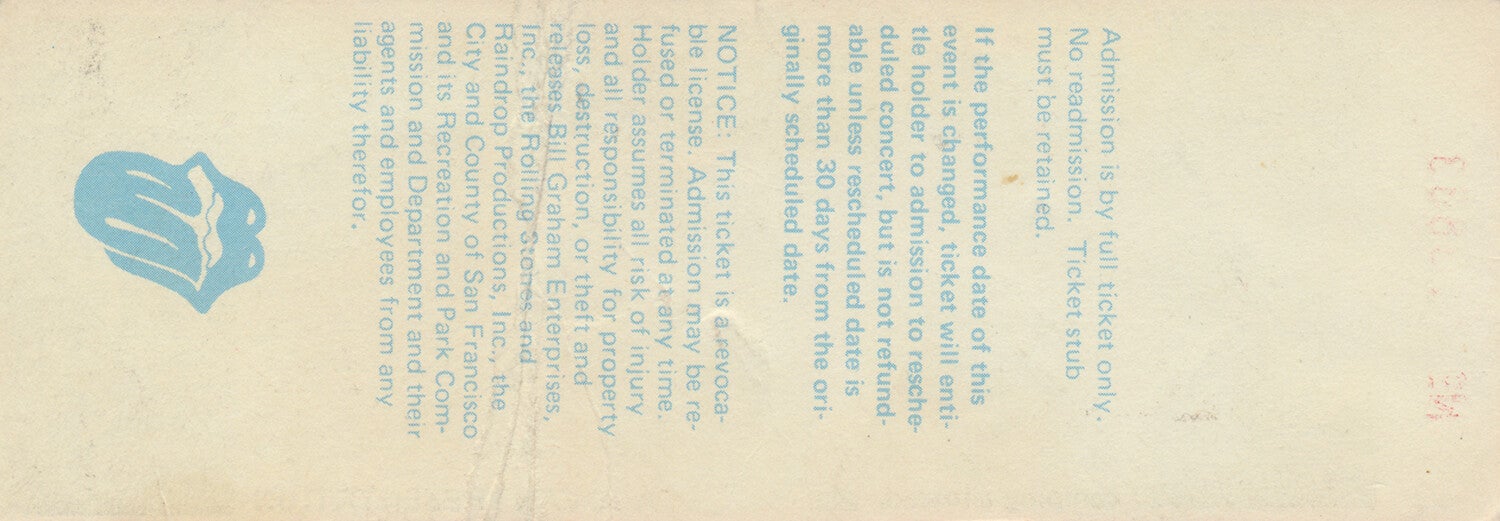 Admission is by full ticket only.
No readmission. Ticket stub
must be retained.
If the performance date of this
event is changed, ticket will enti-
tle holder to admission to resche-
duled concert, but is not refund-
able unless rescheduled date is
more than 30 days from the ori-
ginally scheduled date.
NOTICE: This ticket is a revoca-
ble license. Admission may be re-
fused or terminated at any time.
Holder assumes all risk of injury
and all responsibility for property
loss, destruction, or theft and
releases Bill Graham Enterprises,
Inc., the Rolling Stones and
Raindrop Productions, Inc., the
City and County of San Francisco
and its Recreation and Park Com-
mission and Department and their
agents and employees from any
liability therefor.